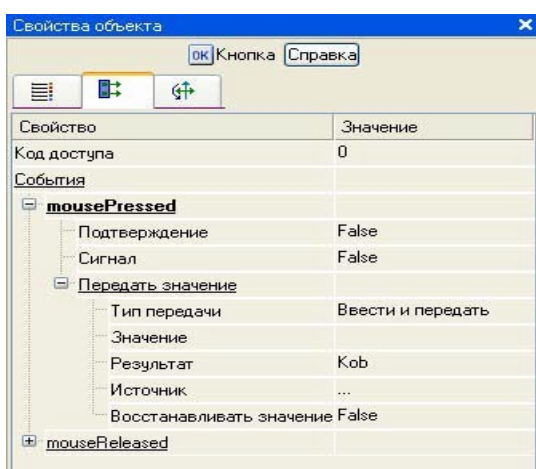 Свойства объекта
OK Кнопка Справка
Свойство Значение
Код доступа 0
События
mousePressed
Подтверждение False
Сигнал False
Передать значение
Тип передачи Ввести и передать
Значение
Результат Kob
Источник ...
Восстанавливать значение False
mouseReleased